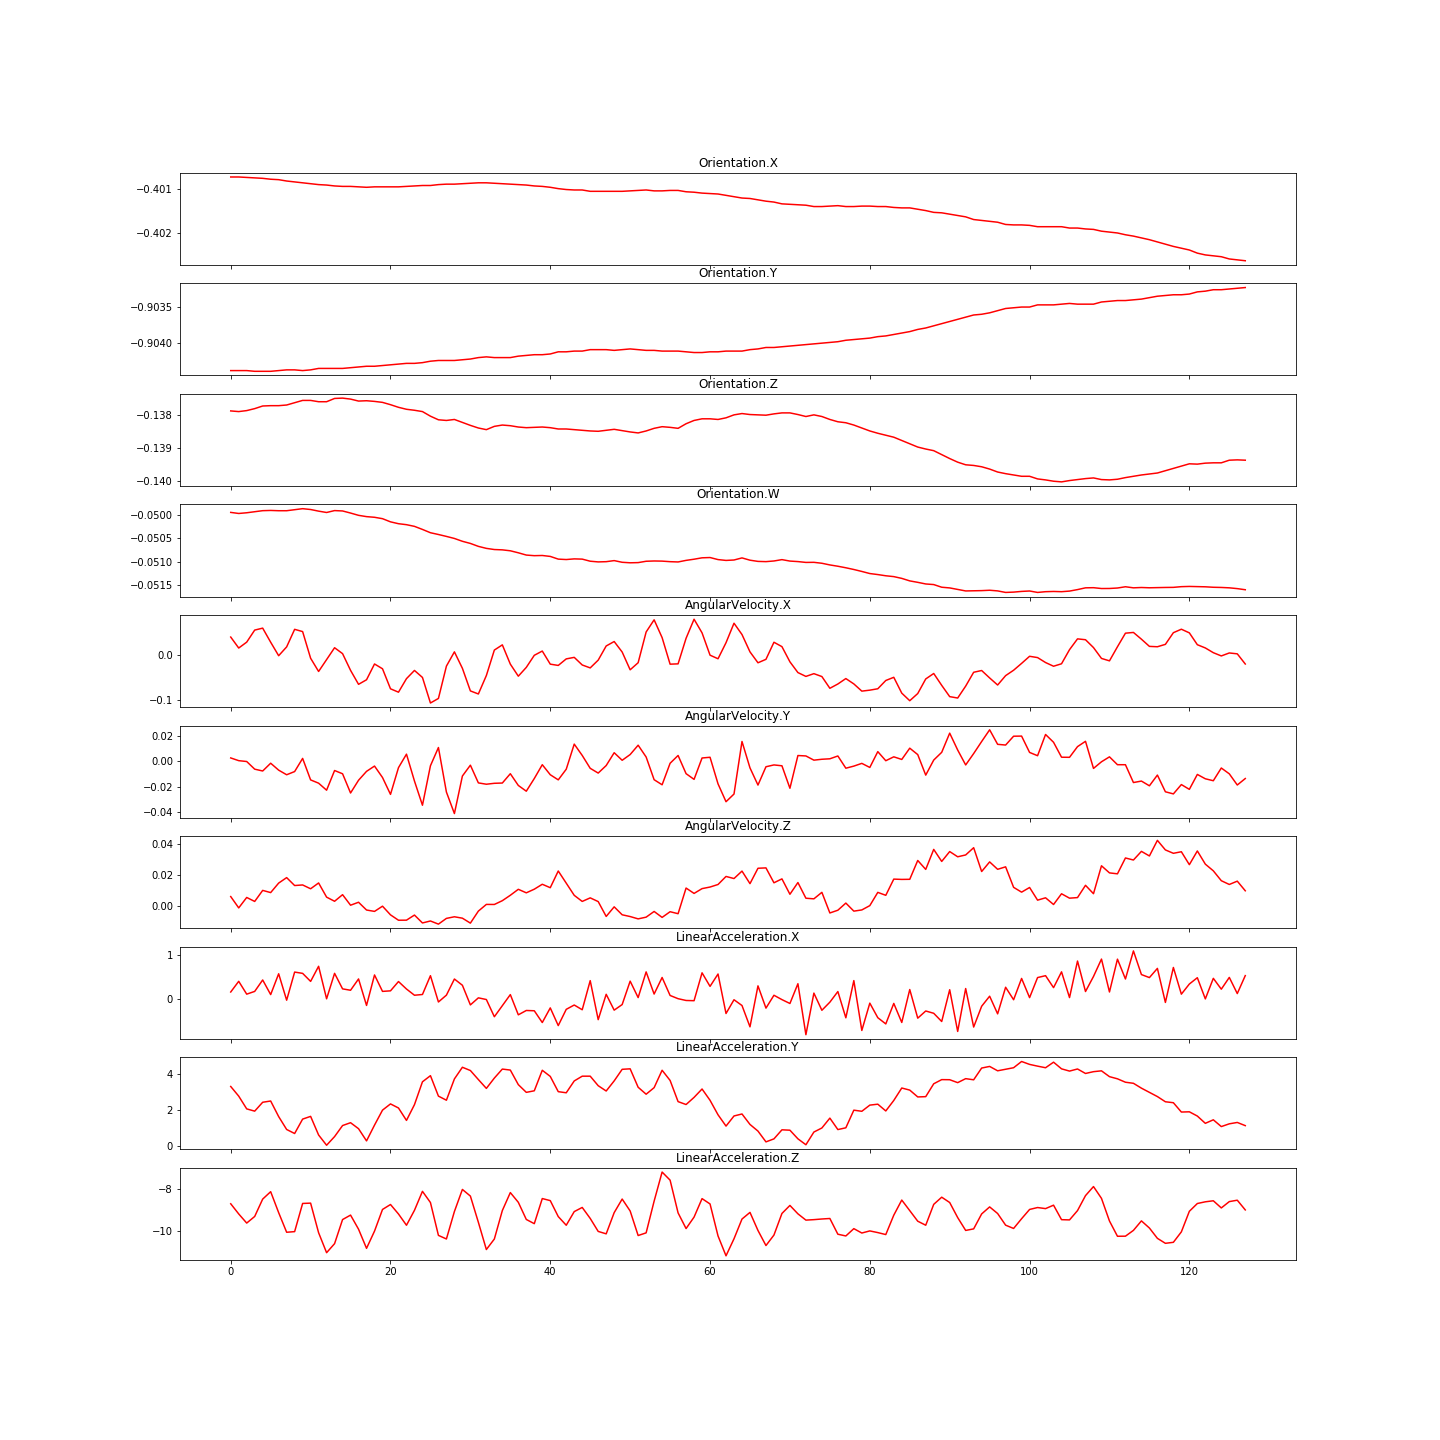 Orientation.X
−0.401
−0.402
Orientation.Y
−0.9035
−0.9040
Orientation.Z
−0.138
−0.139
−0.140
Orientation.W
−0.0500
−0.0505
−0.0510
−0.0515
AngularVelocity.X
0.0
−0.1
AngularVelocity.Y
0.02
0.00
−0.02
−0.04
AngularVelocity.Z
0.04
0.02
0.00
LinearAcceleration.X
1
0
LinearAcceleration.Y
4
2
0
LinearAcceleration.Z
−8
−10
0 20 40 60 80 100 120